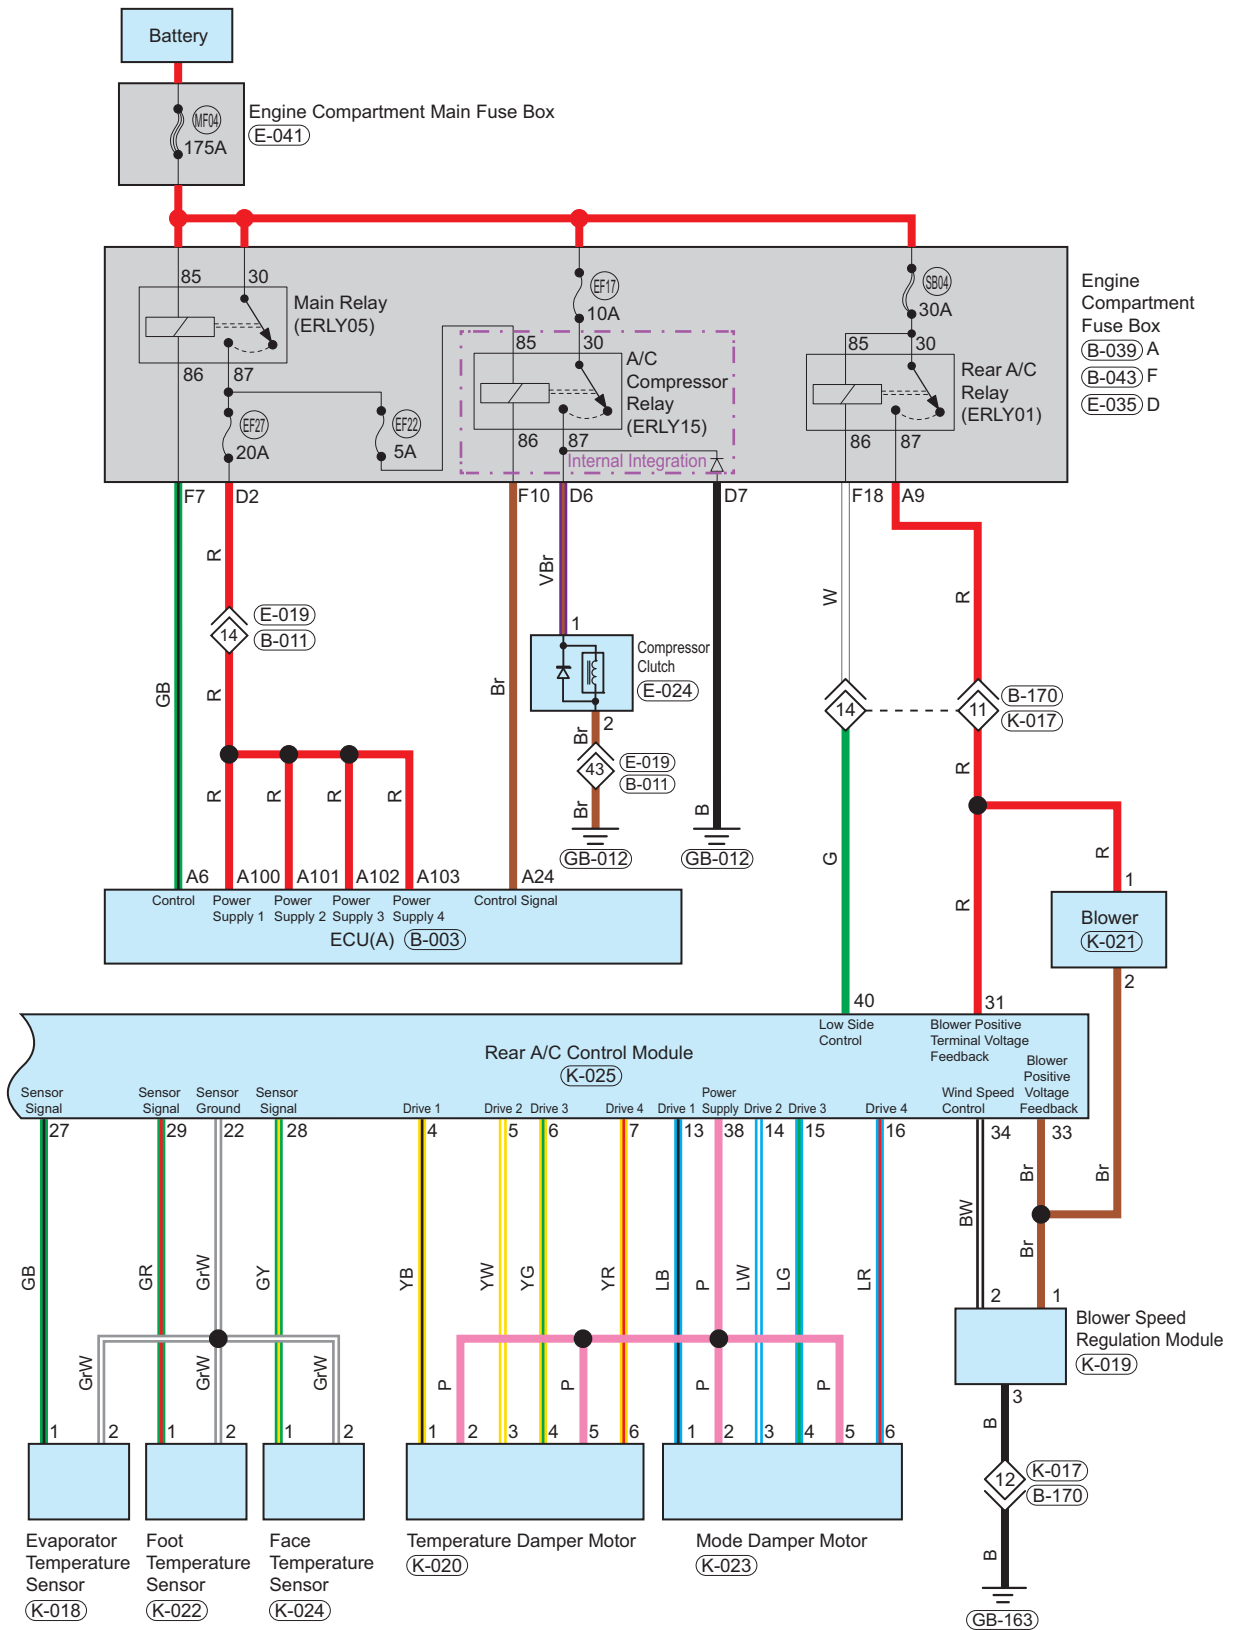 Battery
MF04
175A
Engine Compartment Main Fuse Box
E-041
85
30
Main Relay
(ERLY05)
86
87
EF27
20A
EF22
5A
EF17
10A
85
30
A/C
Compressor
Relay
(ERLY15)
86
87
Internal Integration
SB04
30A
85
30
Rear A/C
Relay
(ERLY01)
86
87
Engine
Compartment
Fuse Box
B-039 A
B-043 F
E-035 D
F7
D2
F10
D6
D7
F18
A9
R
VBr
W
R
14
E-019
B-011
GB
R
Br
1
Compressor
Clutch
E-024
2
Br
43
E-019
B-011
Br
GB-012
B
GB-012
14
11
B-170
K-017
R
R
R
R
R
G
R
R
A6
A100
A101
A102
A103
A24
Control
Power
Supply 1
Power
Supply 2
Power
Supply 3
Power
Supply 4
Control Signal
ECU(A) B-003
1
Blower
K-021
2
40
31
Low Side
Control
Blower Positive
Terminal Voltage
Feedback
Rear A/C Control Module
K-025
Sensor
Signal
Sensor
Signal
Sensor
Ground
Sensor
Signal
Drive 1
Drive 2
Drive 3
Drive 4
Drive 1
Power
Supply
Drive 2
Drive 3
Drive 4
Wind Speed
Control
Blower
Positive
Voltage
Feedback
27
29
22
28
4
5
6
7
13
38
14
15
16
34
33
Br
Br
GB
GR
GrW
GY
YB
YW
YG
YR
LB
P
LW
LG
LR
BW
Br
2
1
Blower Speed
Regulation Module
K-019
3
GrW
GrW
GrW
P
P
P
P
B
1
2
1
2
1
2
1
2
3
4
5
6
1
2
3
4
5
6
12
K-017
B-170
B
GB-163
Evaporator
Temperature
Sensor
K-018
Foot
Temperature
Sensor
K-022
Face
Temperature
Sensor
K-024
Temperature Damper Motor
K-020
Mode Damper Motor
K-023